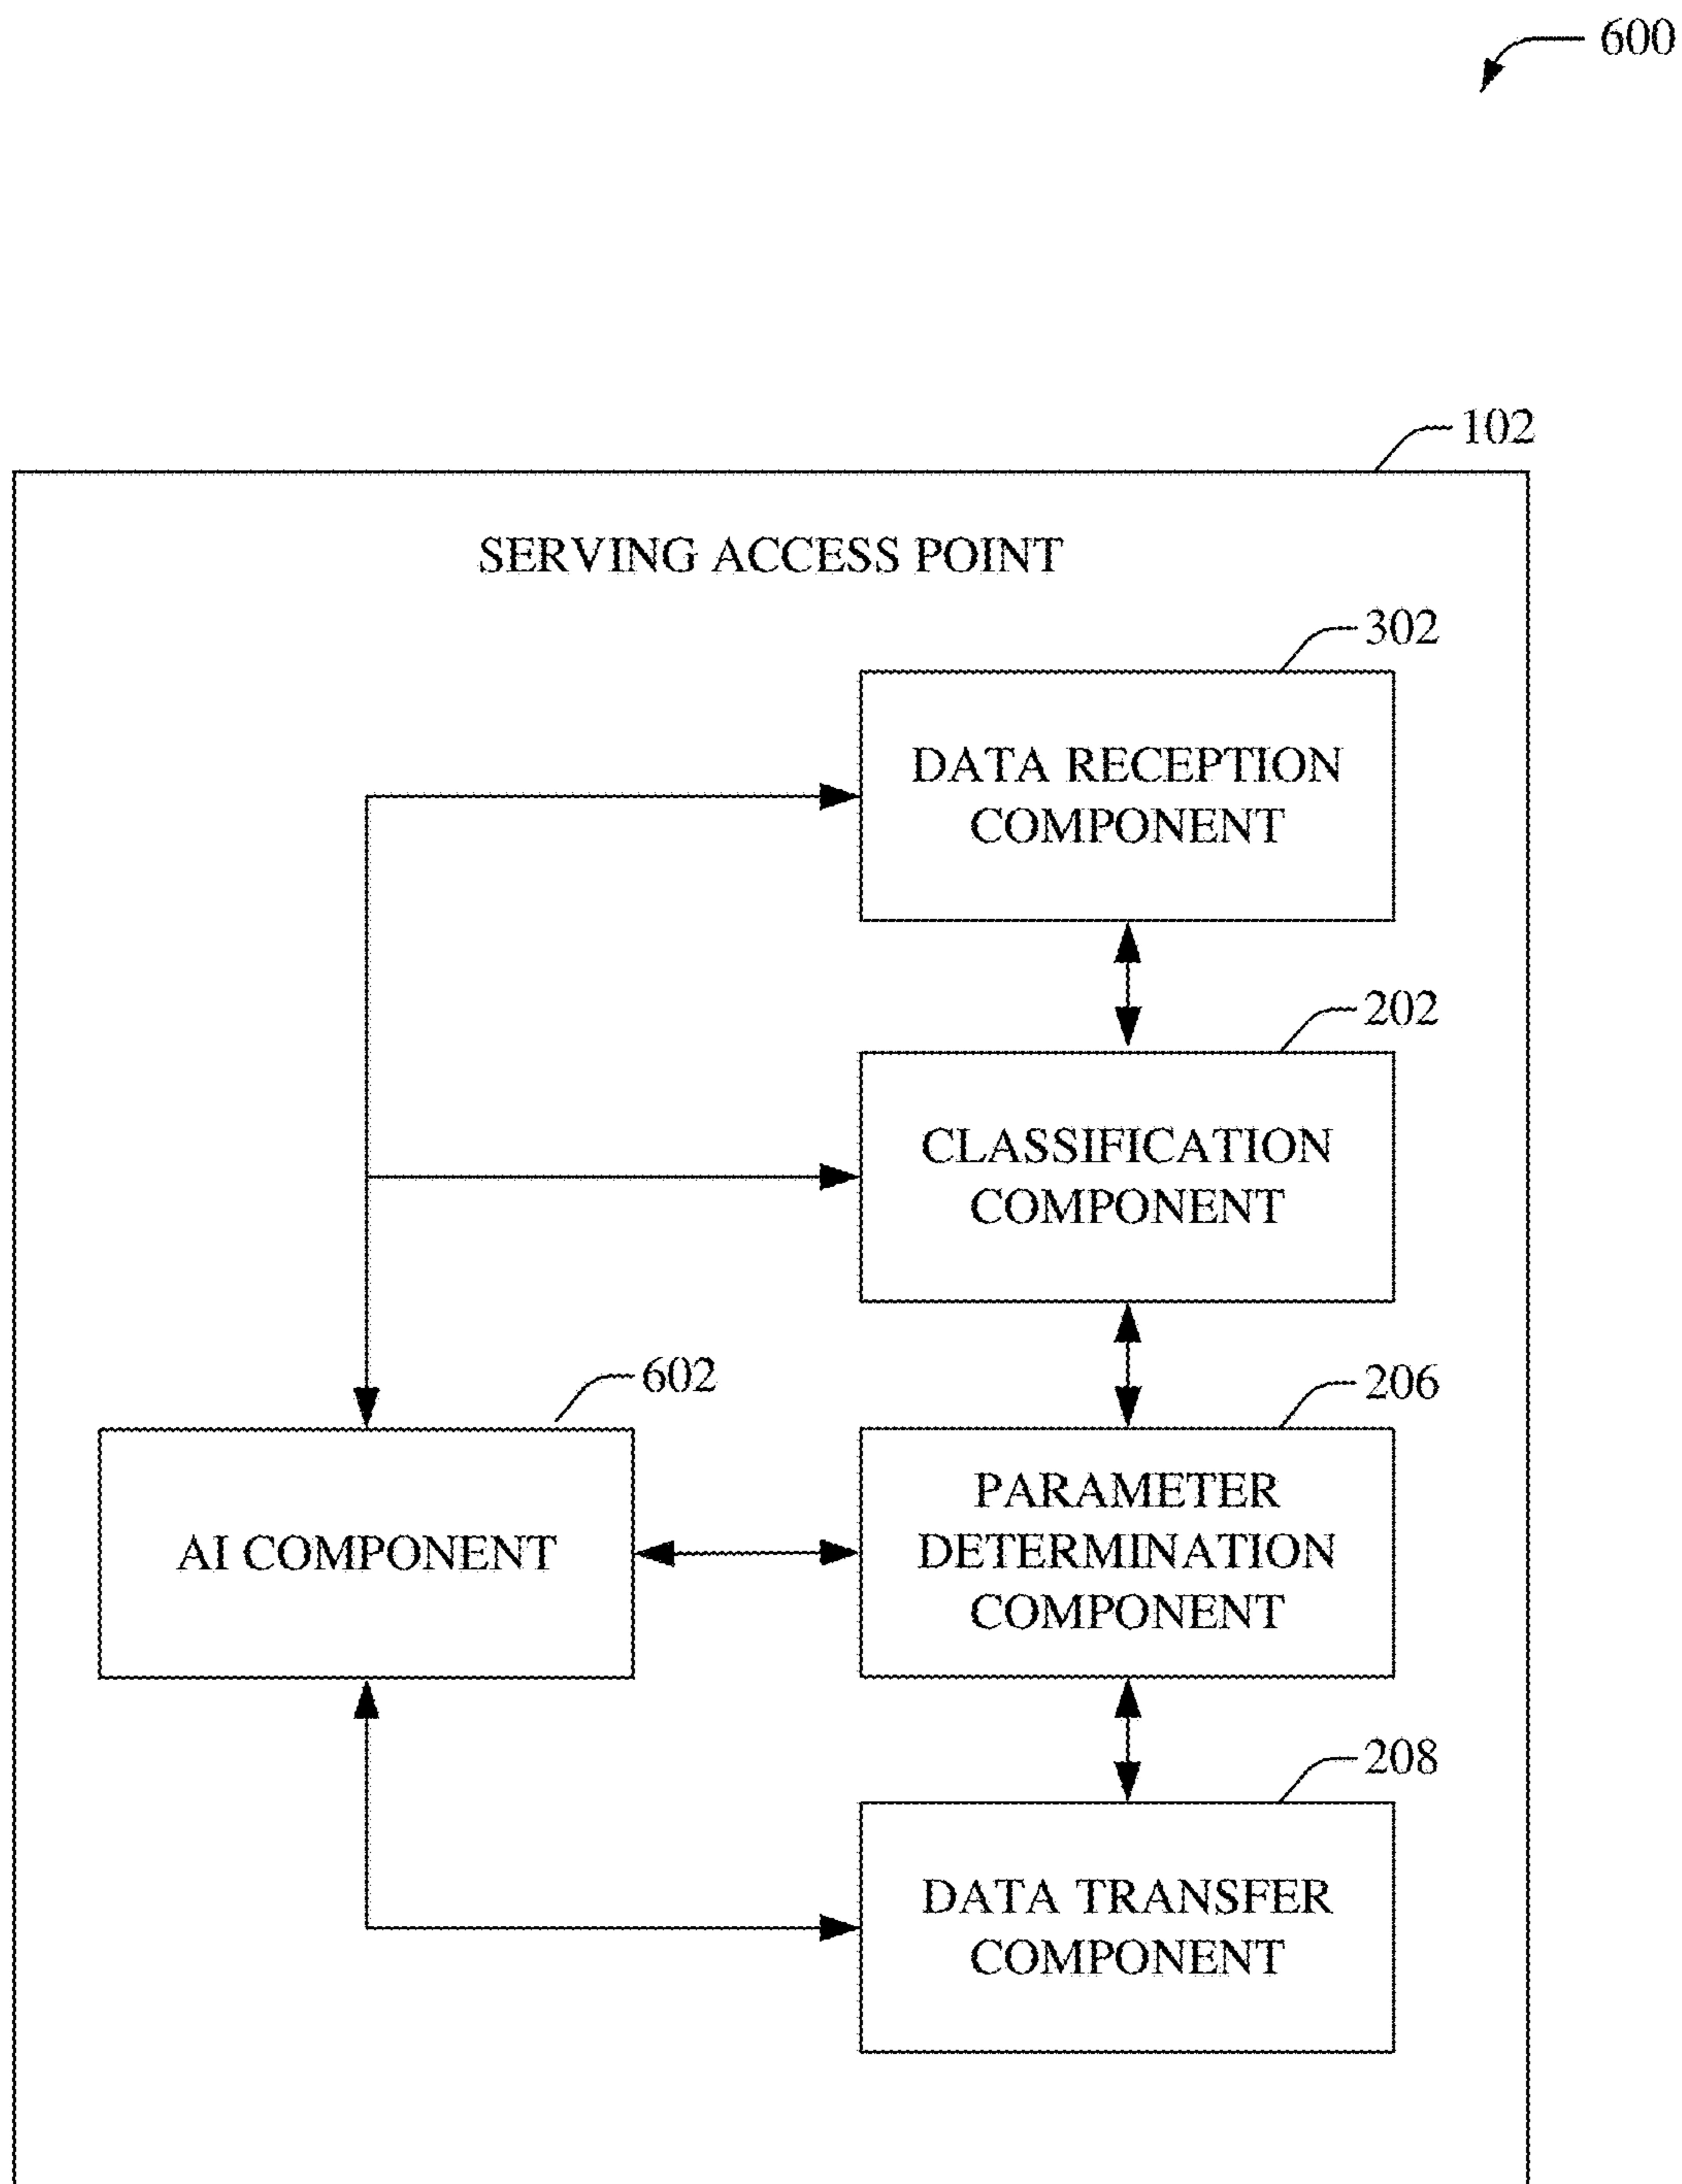 600
102
SERVING ACCESS POINT
302
DATA RECEPTION
COMPONENT
202
CLASSIFICATION
COMPONENT
602
206
AI COMPONENT
PARAMETER
DETERMINATION
COMPONENT
208
DATA TRANSFER
COMPONENT